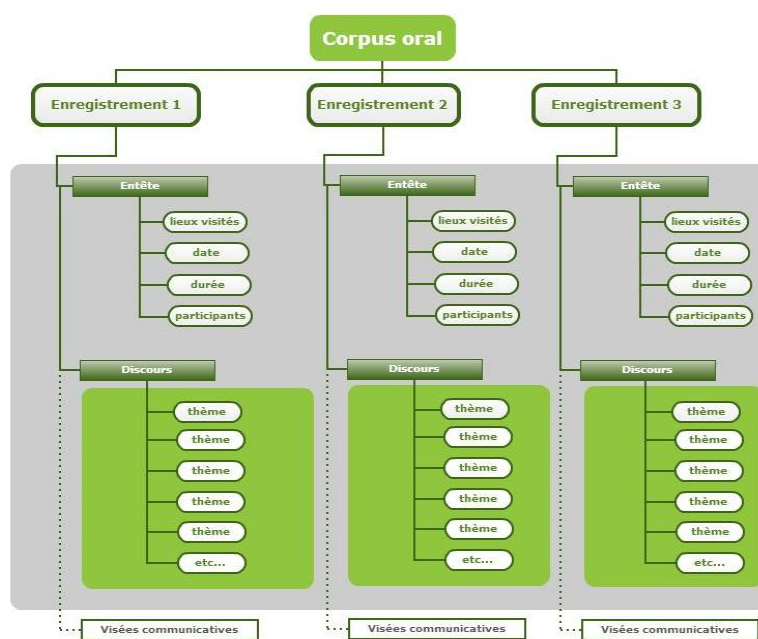 Corpus oral
Enregistrement 1
Enregistrement 2
Enregistrement 3
Entête
lieux visités
date
durée
participants
Discours
thème
thème
thème
thème
thème
etc...
Visées communicatives
Entête
lieux visités
date
durée
participants
Discours
thème
thème
thème
thème
thème
etc...
Visées communicatives
Entête
lieux visités
date
durée
participants
Discours
thème
thème
thème
thème
thème
etc...
Visées communicatives